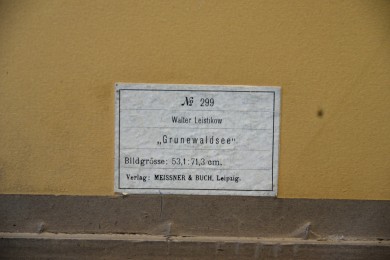 № 299
Walter Leistikow
„Grunewaldsee“
Bildgrösse: 53,1:71,3 cm.
Verlag: MEISSNER & BUCH, Leipzig.